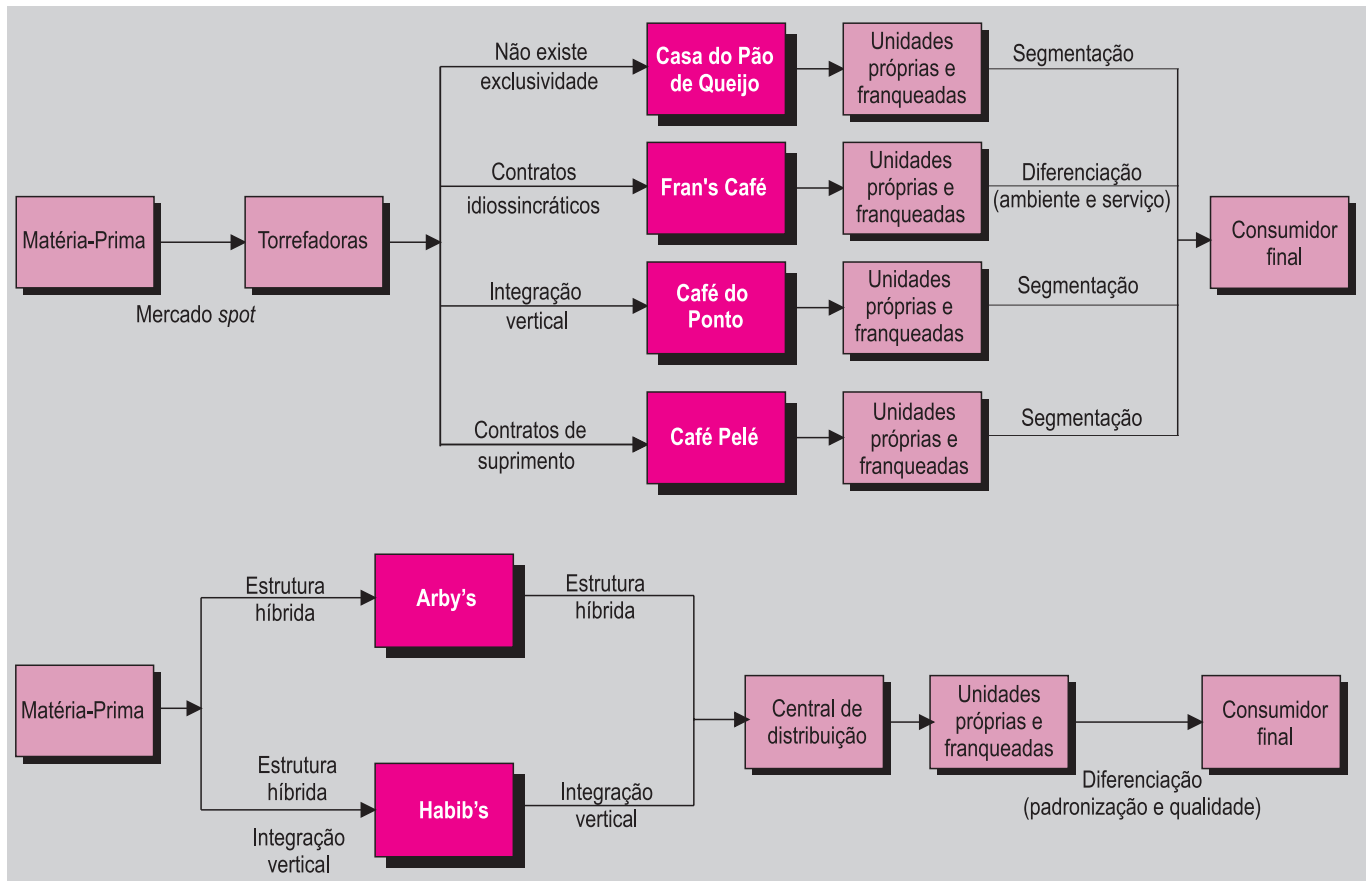 Não existe
exclusividade
Casa do Pão
de Queijo
Unidades
próprias e
franqueadas
Segmentação
Contratos
idiossincráticos
Fran's Café
Unidades
próprias e
franqueadas
Diferenciação
(ambiente e serviço)
Matéria-Prima
Mercado spot
Torrefadoras
Consumidor
final
Integração
vertical
Café do
Ponto
Unidades
próprias e
franqueadas
Segmentação
Contratos de
suprimento
Café Pelé
Unidades
próprias e
franqueadas
Segmentação
Matéria-Prima
Estrutura
híbrida
Arby's
Estrutura
híbrida
Estrutura
híbrida
Integração
vertical
Habib's
Integração
vertical
Central de
distribuição
Unidades
próprias e
franqueadas
Diferenciação
(padronização e qualidade)
Consumidor
final